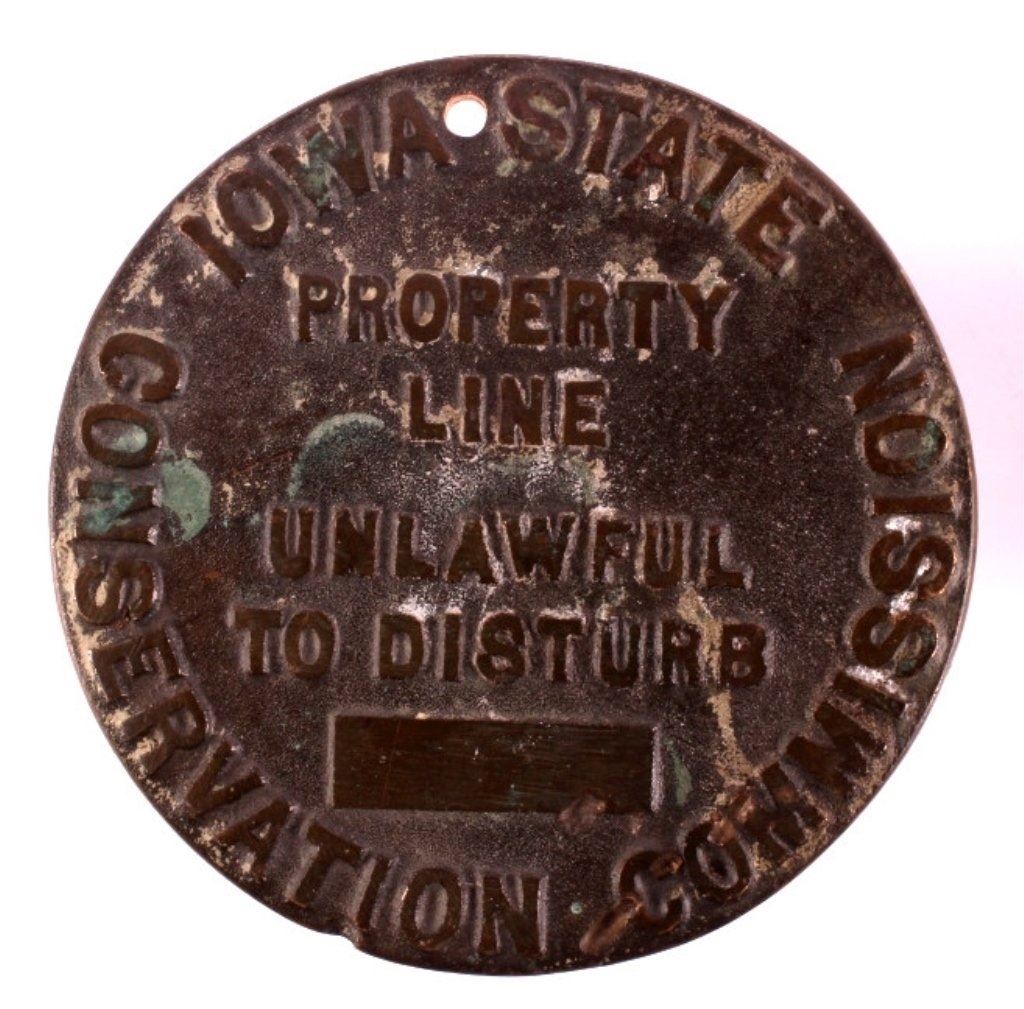 IOWA STATE
CONSERVATION COMMISSION
PROPERTY
LINE
UNLAWFUL
TO DISTURB